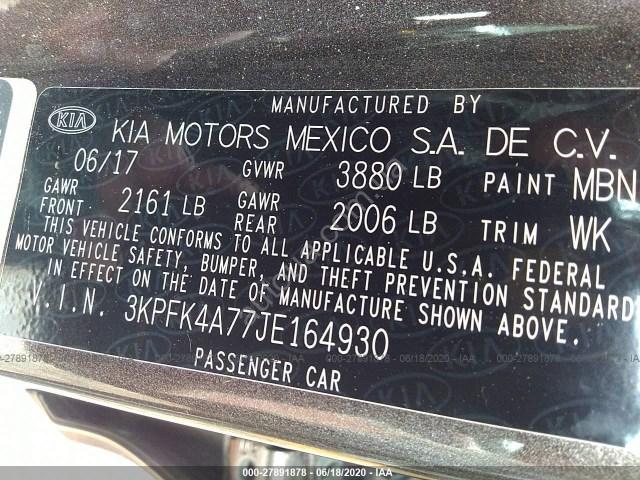 MANUFACTURED BY
KIA KIA MOTORS MEXICO S.A. DE C.V.
06/17 GVWR 3880 LB PAINT MBN
GAWR FRONT 2161 LB GAWR REAR 2006 LB TRIM WK
THIS VEHICLE CONFORMS TO ALL APPLICABLE U.S.A. FEDERAL
MOTOR VEHICLE SAFETY, BUMPER, AND THEFT PREVENTION STANDARD
IN EFFECT ON THE DATE OF MANUFACTURE SHOWN ABOVE.
V.I.N. 3KPFK4A77JE164930
PASSENGER CAR
000-27891878 - 06/18/2020 - IAA